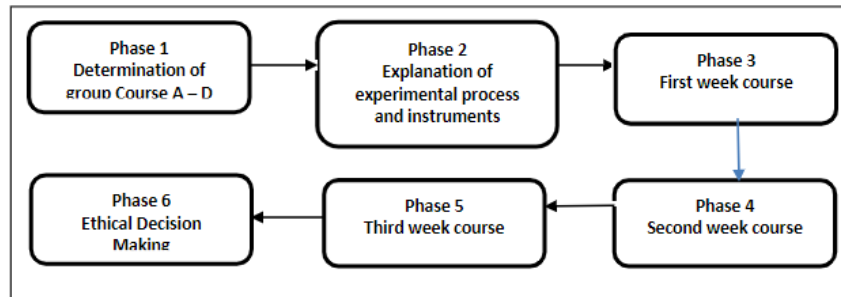 Phase 1
Determination of
group Course A – D
Phase 2
Explanation of
experimental process
and instruments
Phase 3
First week course
Phase 4
Second week course
Phase 5
Third week course
Phase 6
Ethical Decision
Making